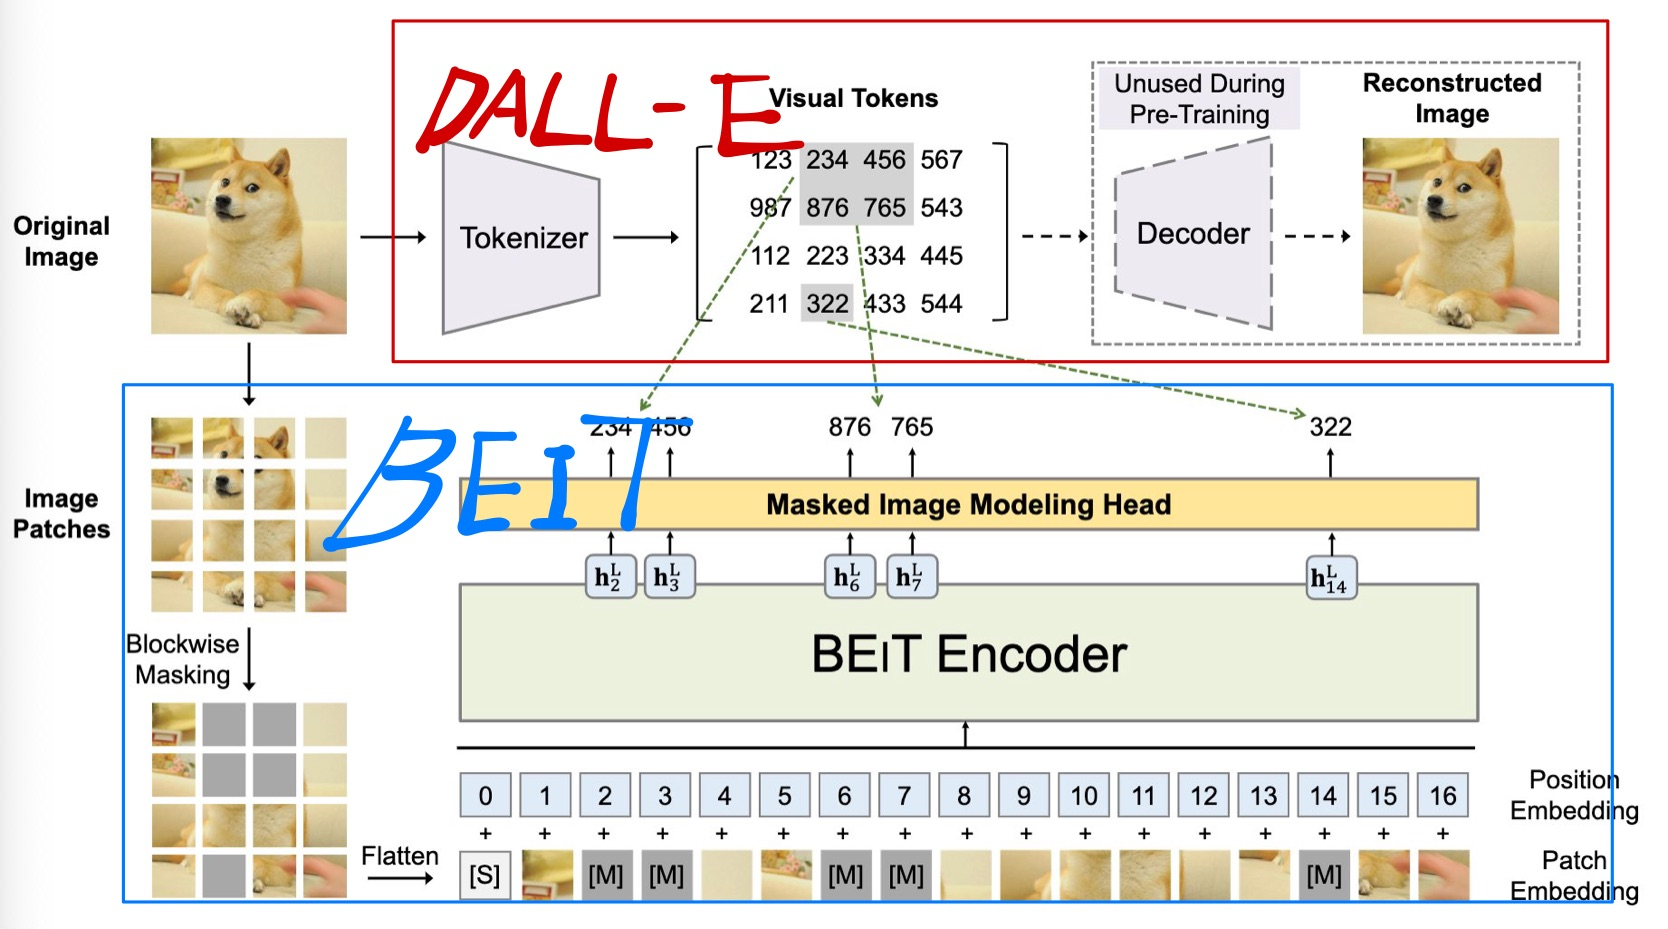 DALL-E
Visual Tokens
Unused During
Pre-Training
Reconstructed
Image
123 234 456 567
987 876 765 543
112 223 334 445
211 322 433 544
Original
Image
Tokenizer
Decoder
BEIT
234 456 876 765 322
Masked Image Modeling Head
Image
Patches
h₂ᴸ h₃ᴸ h₆ᴸ h₇ᴸ h₁₄ᴸ
BEIT Encoder
Blockwise
Masking
0 1 2 3 4 5 6 7 8 9 10 11 12 13 14 15 16
Position
Embedding
+ + + + + + + + + + + + + + + + +
Flatten
[S] [M] [M] [M] [M] [M]
Patch
Embedding